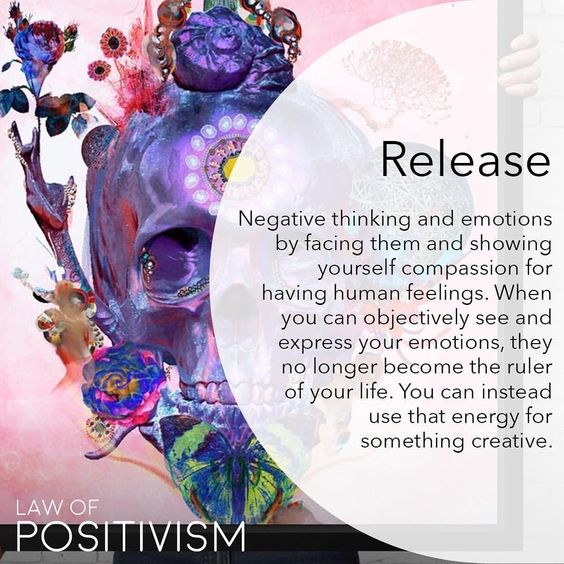 Release
Negative thinking and emotions
by facing them and showing
yourself compassion for
having human feelings. When
you can objectively see and
express your emotions, they
no longer become the ruler
of your life. You can instead
use that energy for
something creative.
LAW OF
POSITIVISM